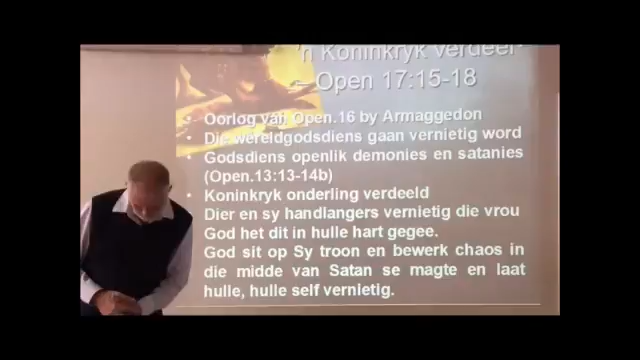 'n Koninkryk verdeel-
– Open 17:15-18
• Oorlog van Open.16 by Armaggedon
• Die wêreldgodsdiens gaan vernietig word
• Godsdiens openlik demonies en satanies
(Open.13:13-14b)
• Koninkryk onderling verdeeld
Dier en sy handlangers vernietig die vrou
God het dit in hulle hart gegee.
God sit op Sy troon en bewerk chaos in
die midde van Satan se magte en laat
hulle, hulle self vernietig.